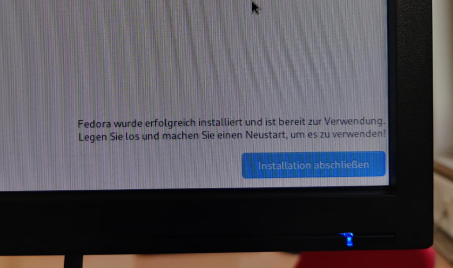 Fedora wurde erfolgreich installiert und ist bereit zur Verwendung.
Legen Sie los und machen Sie einen Neustart, um es zu verwenden!
Installation abschließen